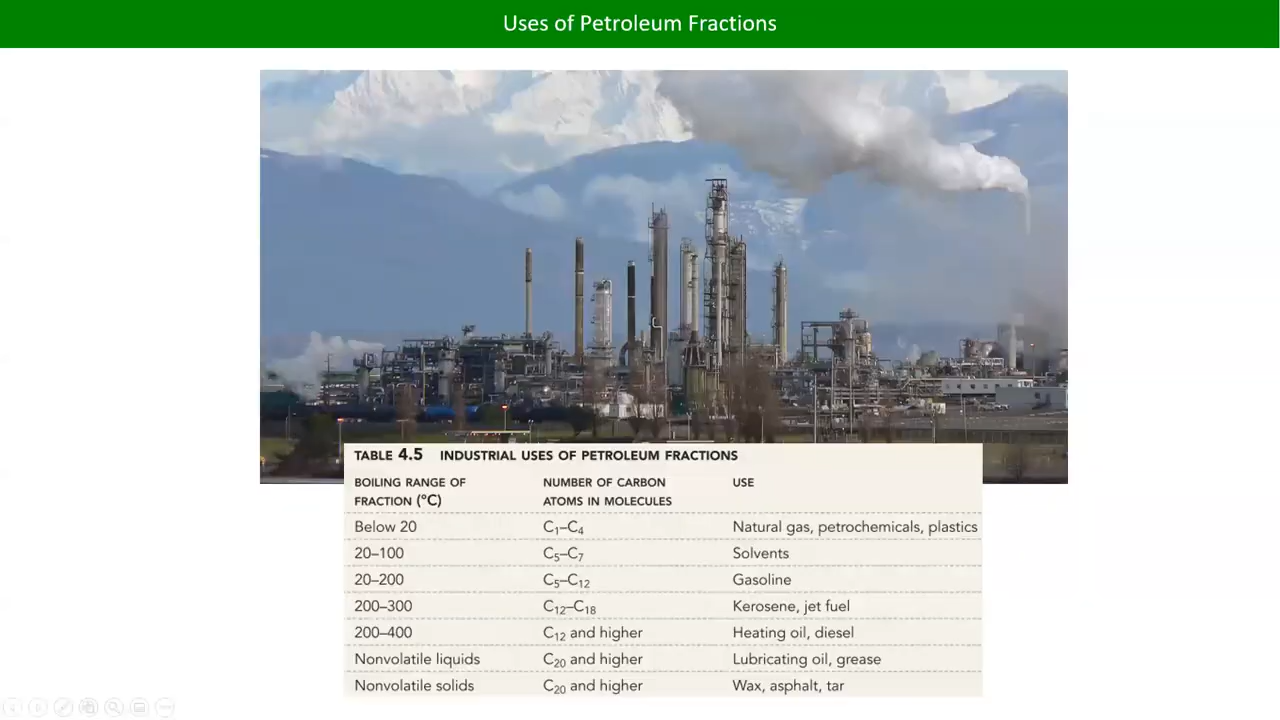 Uses of Petroleum Fractions
TABLE 4.5 INDUSTRIAL USES OF PETROLEUM FRACTIONS
BOILING RANGE OF NUMBER OF CARBON USE
FRACTION (°C) ATOMS IN MOLECULES
Below 20 C₁–C₄ Natural gas, petrochemicals, plastics
20–100 C₅–C₇ Solvents
20–200 C₅–C₁₂ Gasoline
200–300 C₁₂–C₁₈ Kerosene, jet fuel
200–400 C₁₂ and higher Heating oil, diesel
Nonvolatile liquids C₂₀ and higher Lubricating oil, grease
Nonvolatile solids C₂₀ and higher Wax, asphalt, tar